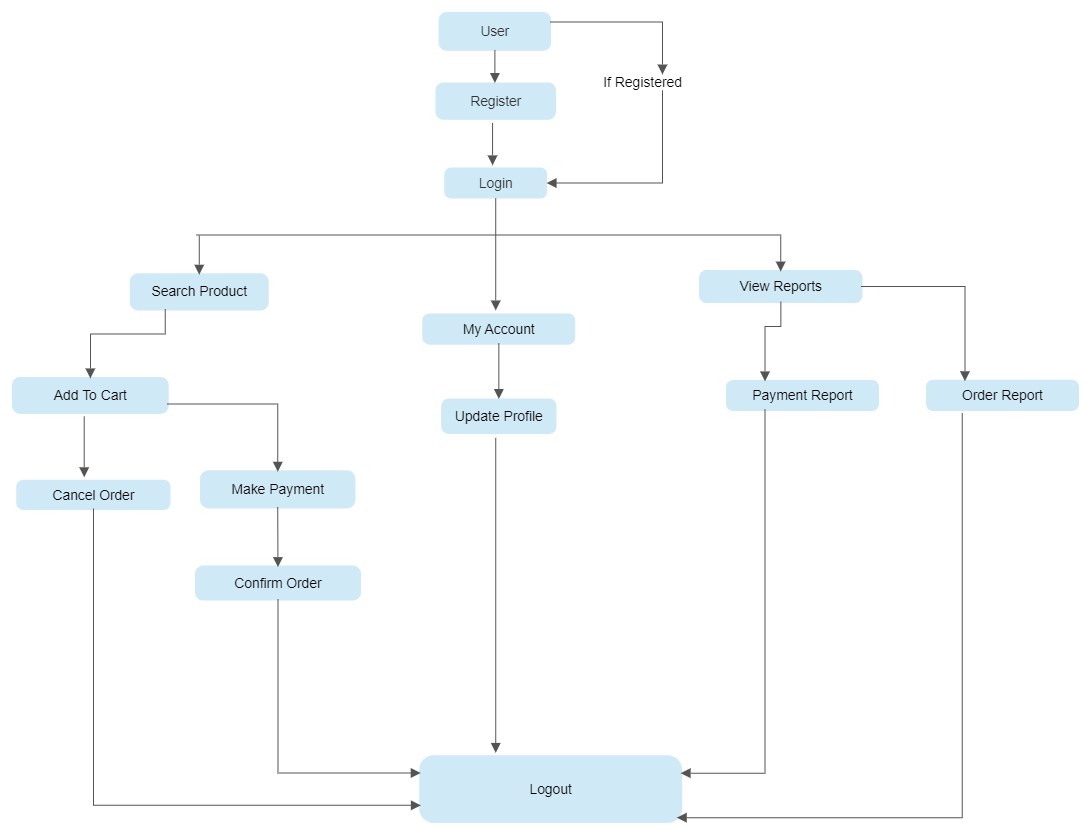 User
If Registered
Register
Login
Search Product
View Reports
My Account
Add To Cart
Update Profile
Payment Report
Order Report
Cancel Order
Make Payment
Confirm Order
Logout